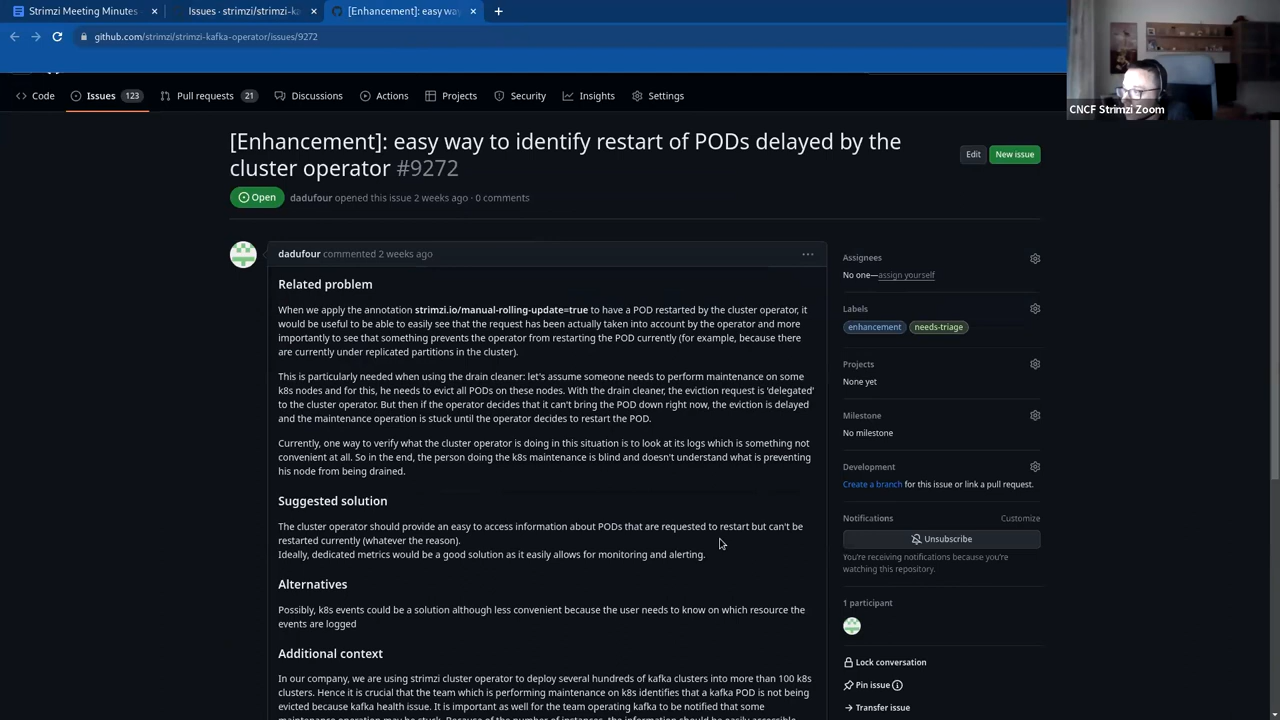 Strimzi Meeting Minutes
Issues · strimzi/strimzi-ka
[Enhancement]: easy wa
github.com/strimzi/strimzi-kafka-operator/issues/9272
Code
Issues 123
Pull requests 21
Discussions
Actions
Projects
Security
Insights
Settings
CNCF Strimzi Zoom
[Enhancement]: easy way to identify restart of PODs delayed by the
cluster operator #9272
Edit
New issue
Open
dadufour opened this issue 2 weeks ago · 0 comments
dadufour commented 2 weeks ago
Related problem
When we apply the annotation strimzi.io/manual-rolling-update=true to have a POD restarted by the cluster operator, it
would be useful to be able to easily see that the request has been actually taken into account by the operator and more
importantly to see that something prevents the operator from restarting the POD currently (for example, because there
are currently under replicated partitions in the cluster).
This is particularly needed when using the drain cleaner: let's assume someone needs to perform maintenance on some
k8s nodes and for this, he needs to evict all PODs on these nodes. With the drain cleaner, the eviction request is 'delegated'
to the cluster operator. But then if the operator decides that it can't bring the POD down right now, the eviction is delayed
and the maintenance operation is stuck until the operator decides to restart the POD.
Currently, one way to verify what the cluster operator is doing in this situation is to look at its logs which is something not
convenient at all. So in the end, the person doing the k8s maintenance is blind and doesn't understand what is preventing
his node from being drained.
Suggested solution
The cluster operator should provide an easy to access information about PODs that are requested to restart but can't be
restarted currently (whatever the reason).
Ideally, dedicated metrics would be a good solution as it easily allows for monitoring and alerting.
Alternatives
Possibly, k8s events could be a solution although less convenient because the user needs to know on which resource the
events are logged
Additional context
In our company, we are using strimzi cluster operator to deploy several hundreds of kafka clusters into more than 100 k8s
clusters. Hence it is crucial that the team which is performing maintenance on k8s identifies that a kafka POD is not being
evicted because kafka health issue. It is important as well for the team operating kafka to be notified that some
maintenance operation may be stuck. Because of the number of instances, the information should be easily accessible
Assignees
No one—assign yourself
Labels
enhancement
needs-triage
Projects
None yet
Milestone
No milestone
Development
Create a branch for this issue or link a pull request.
Notifications
Customize
Unsubscribe
You're receiving notifications because you're
watching this repository.
1 participant
Lock conversation
Pin issue
Transfer issue